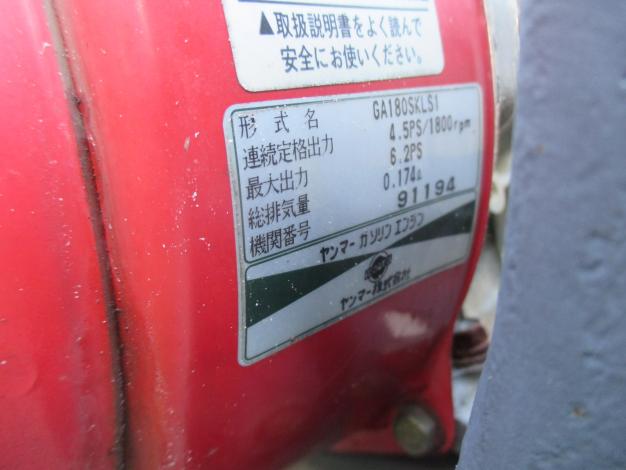 ▲取扱説明書をよく読んで
安全にお使いください。
形式名 GA180SKLS1
連続定格出力 4.5PS/1800rpm
最大出力 6.2PS
総排気量 0.174ℓ
機関番号 91194
ヤンマー ガソリンエンジン
ヤンマー株式会社